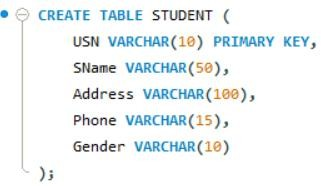 CREATE TABLE STUDENT (
USN VARCHAR(10) PRIMARY KEY,
SName VARCHAR(50),
Address VARCHAR(100),
Phone VARCHAR(15),
Gender VARCHAR(10)
);